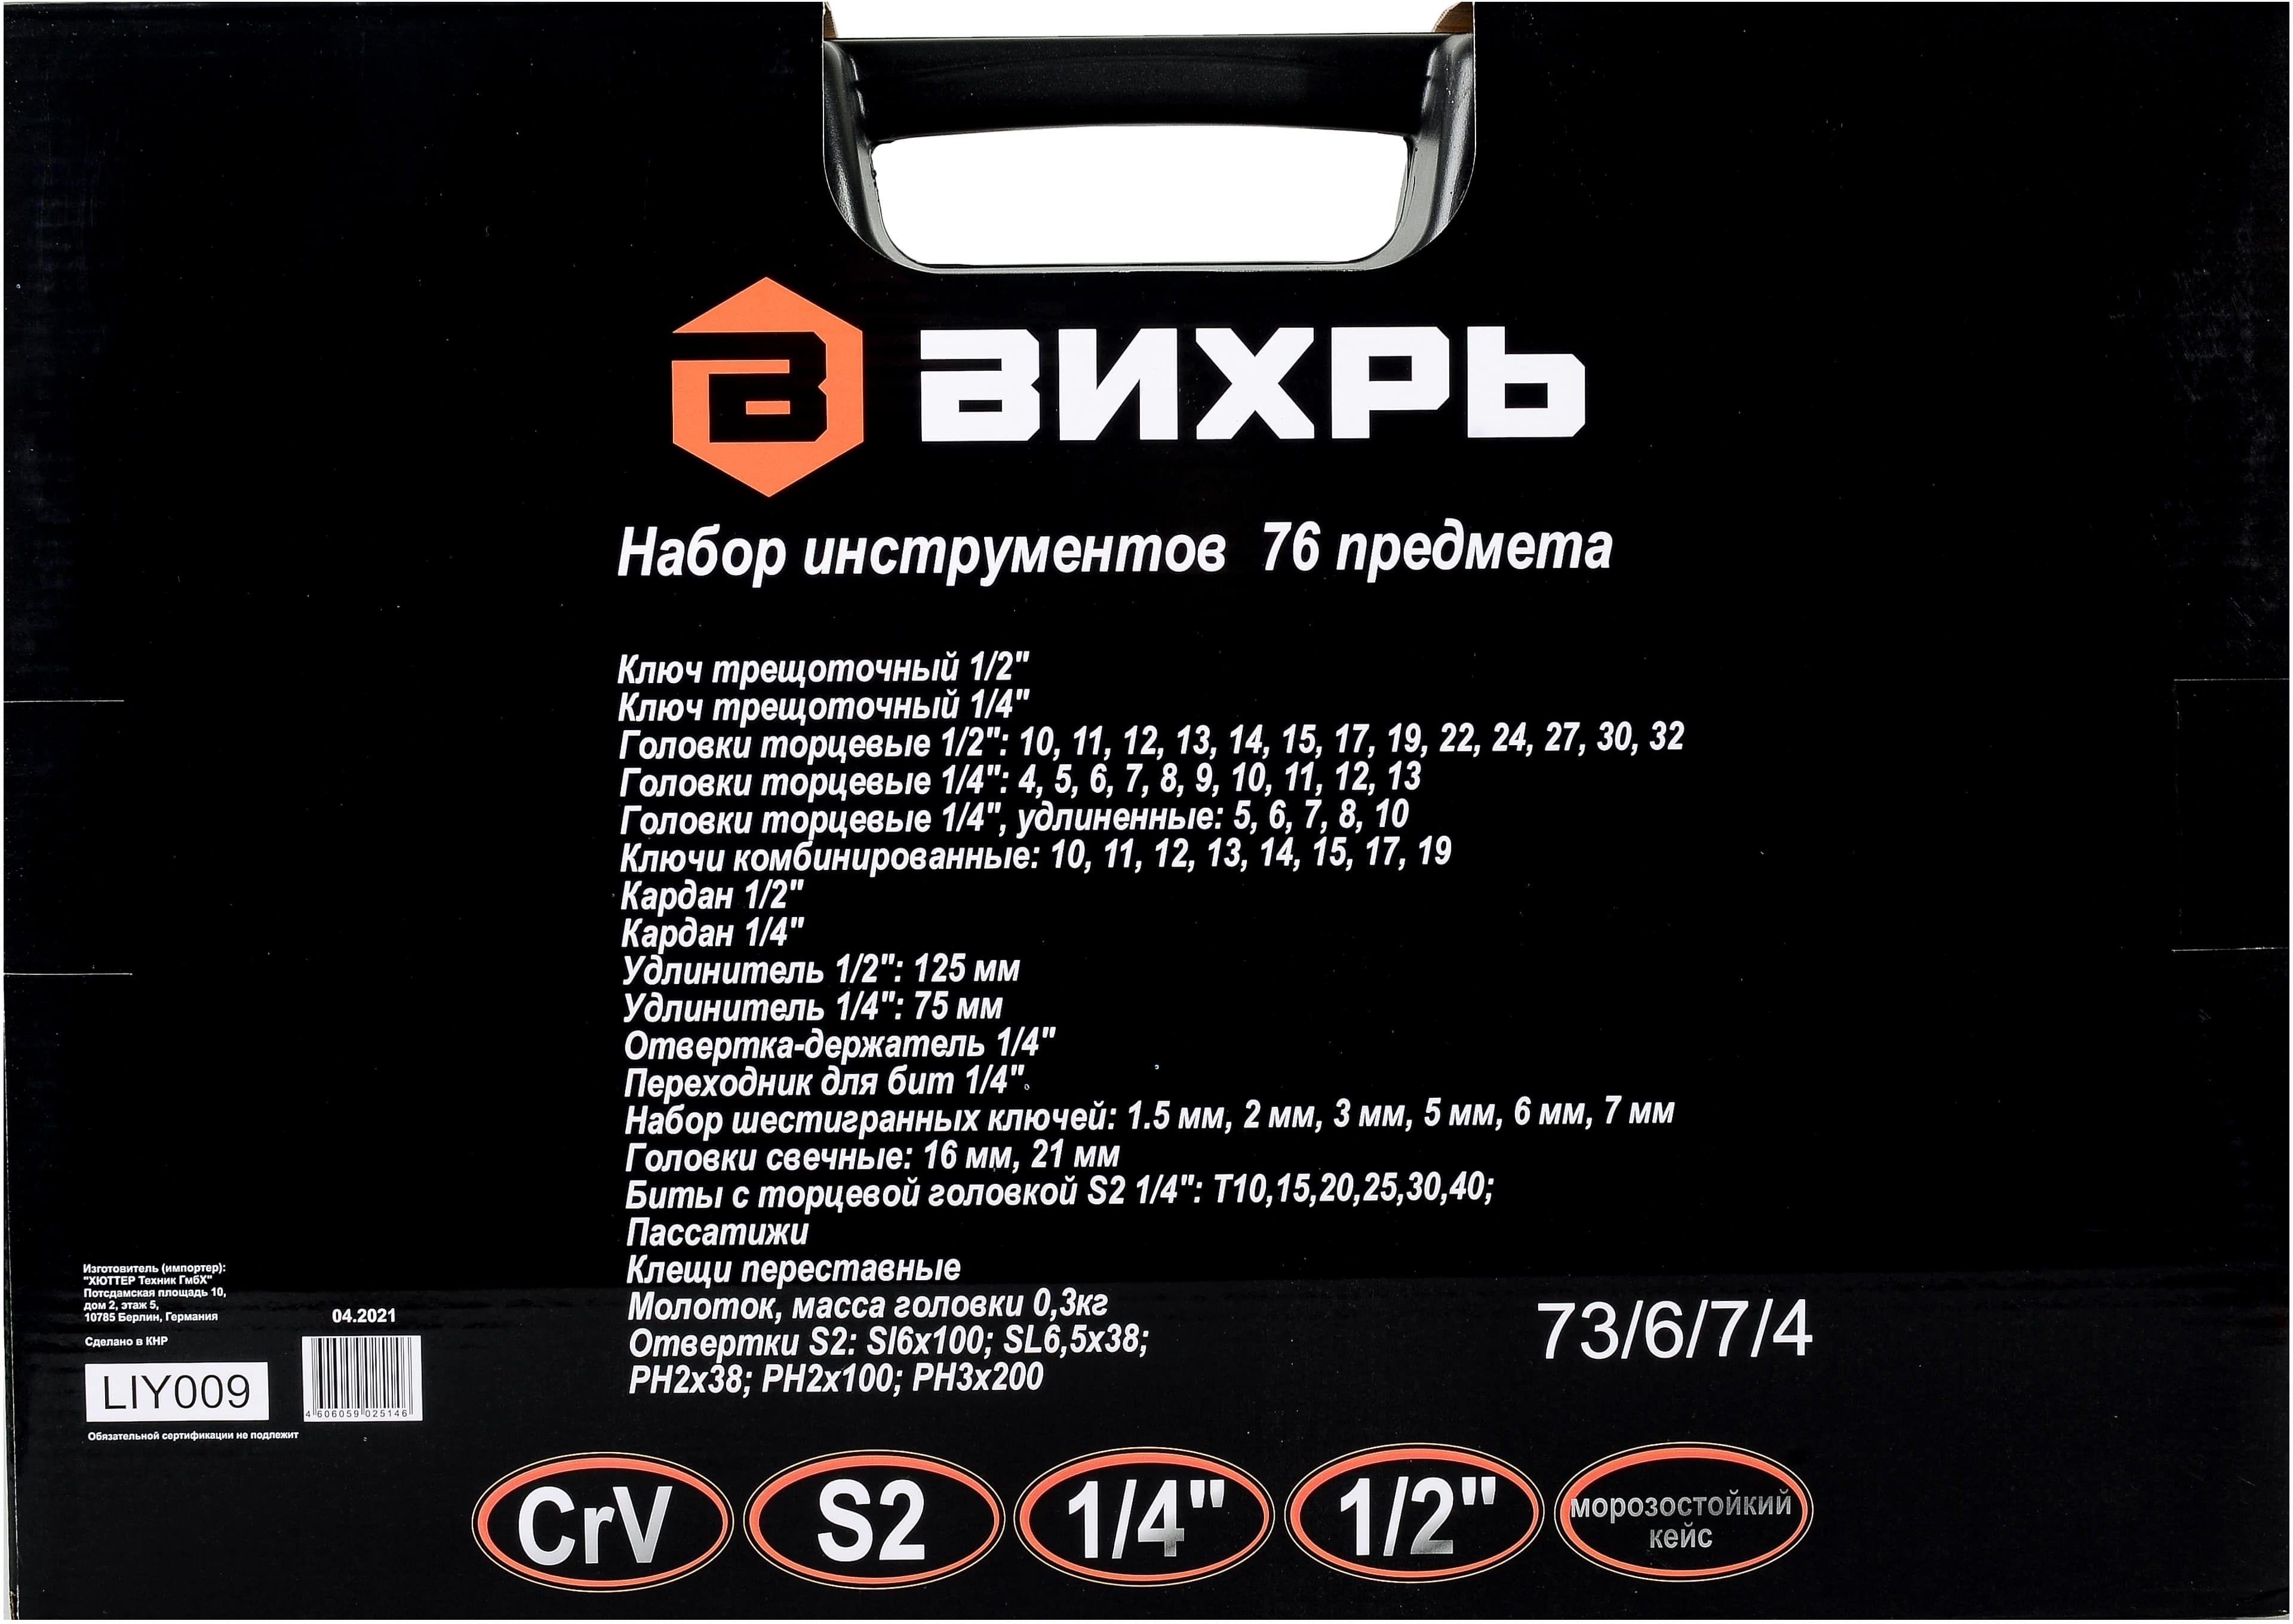 ВИХРЬ
Набор инструментов 76 предмета
Ключ трещоточный 1/2"
Ключ трещоточный 1/4"
Головки торцевые 1/2": 10, 11, 12, 13, 14, 15, 17, 19, 22, 24, 27, 30, 32
Головки торцевые 1/4": 4, 5, 6, 7, 8, 9, 10, 11, 12, 13
Головки торцевые 1/4", удлиненные: 5, 6, 7, 8, 10
Ключи комбинированные: 10, 11, 12, 13, 14, 15, 17, 19
Кардан 1/2"
Кардан 1/4"
Удлинитель 1/2": 125 мм
Удлинитель 1/4": 75 мм
Отвертка-держатель 1/4"
Переходник для бит 1/4"
Набор шестигранных ключей: 1.5 мм, 2 мм, 3 мм, 5 мм, 6 мм, 7 мм
Головки свечные: 16 мм, 21 мм
Биты с торцевой головкой S2 1/4": T10,15,20,25,30,40;
Пассатижи
Клещи переставные
Молоток, масса головки 0,3кг
Отвертки S2: Sl6x100; SL6,5x38;
PH2x38; PH2x100; PH3x200
Изготовитель (импортер):
"ХЮТТЕР Техник ГмбХ"
Потсдамская площадь 10,
дом 2, этаж 5,
10785 Берлин, Германия
Сделано в КНР
LIY009
Обязательной сертификации не подлежит
04.2021
4 606059 025146
73/6/7/4
CrV
S2
1/4"
1/2"
морозостойкий
кейс